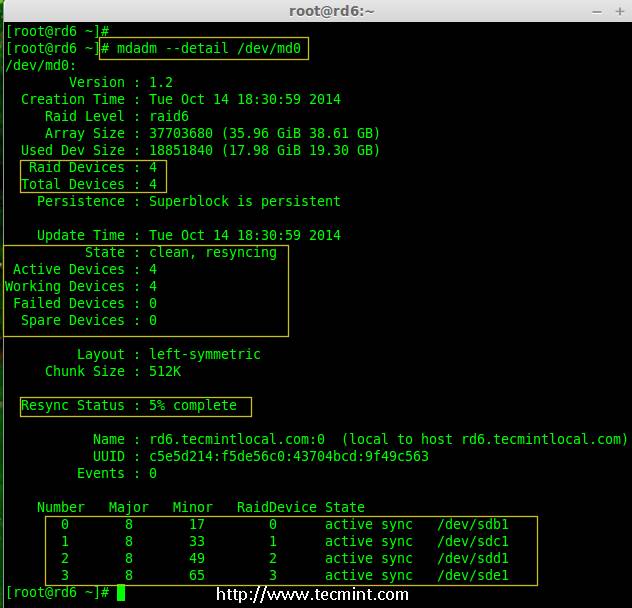 root@rd6:~
[root@rd6 ~]#
[root@rd6 ~]# mdadm --detail /dev/md0
/dev/md0:
Version : 1.2
Creation Time : Tue Oct 14 18:30:59 2014
Raid Level : raid6
Array Size : 37703680 (35.96 GiB 38.61 GB)
Used Dev Size : 18851840 (17.98 GiB 19.30 GB)
Raid Devices : 4
Total Devices : 4
Persistence : Superblock is persistent
Update Time : Tue Oct 14 18:30:59 2014
State : clean, resyncing
Active Devices : 4
Working Devices : 4
Failed Devices : 0
Spare Devices : 0
Layout : left-symmetric
Chunk Size : 512K
Resync Status : 5% complete
Name : rd6.tecmintlocal.com:0  (local to host rd6.tecmintlocal.com)
UUID : c5e5d214:f5de56c0:43704bcd:9f49c563
Events : 0
Number   Major   Minor   RaidDevice State
0       8       17        0      active sync   /dev/sdb1
1       8       33        1      active sync   /dev/sdc1
2       8       49        2      active sync   /dev/sdd1
3       8       65        3      active sync   /dev/sde1
[root@rd6 ~]#
http://www.tecmint.com